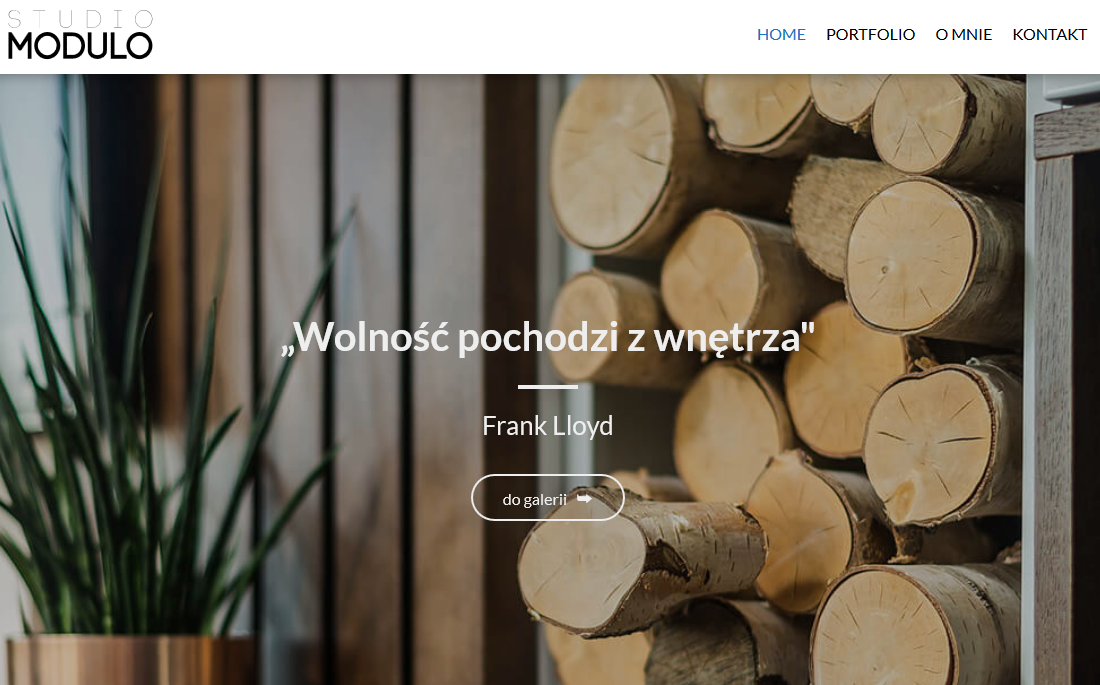 STUDIO
MODULO
HOME PORTFOLIO O MNIE KONTAKT
„Wolność pochodzi z wnętrza"
Frank Lloyd
do galerii ➥